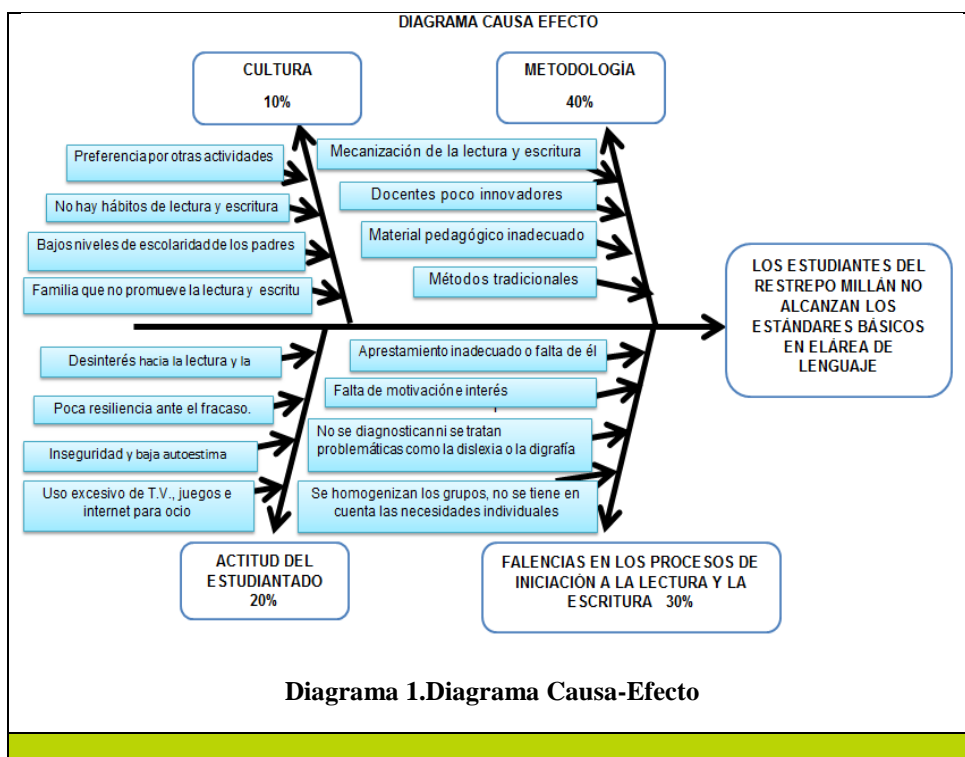 DIAGRAMA CAUSA EFECTO
CULTURA
10%
METODOLOGÍA
40%
Preferencia por otras actividades
No hay hábitos de lectura y escritura
Bajos niveles de escolaridad de los padres
Familia que no promueve la lectura y escritu
Mecanización de la lectura y escritura
Docentes poco innovadores
Material pedagógico inadecuado
Métodos tradicionales
LOS ESTUDIANTES DEL
RESTREPO MILLÁN NO
ALCANZAN LOS
ESTÁNDARES BÁSICOS
EN ELÁREA DE
LENGUAJE
Desinterés hacia la lectura y la
Poca resiliencia ante el fracaso.
Inseguridad y baja autoestima
Uso excesivo de T.V., juegos e
internet para ocio
Aprestamiento inadecuado o falta de él
Falta de motivación e interés
No se diagnostican ni se tratan
problemáticas como la dislexia o la digrafía
Se homogenizan los grupos, no se tiene en
cuenta las necesidades individuales
ACTITUD DEL
ESTUDIANTADO
20%
FALENCIAS EN LOS PROCESOS DE
INICIACIÓN A LA LECTURA Y LA
ESCRITURA 30%
Diagrama 1.Diagrama Causa-Efecto